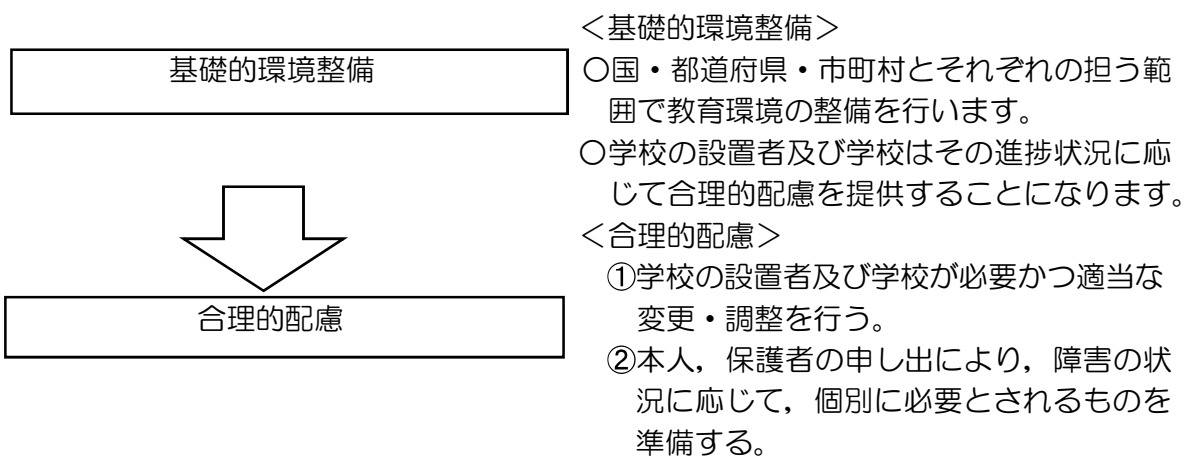 基礎的環境整備
合理的配慮
＜基礎的環境整備＞
○国・都道府県・市町村とそれぞれの担う範
囲で教育環境の整備を行います。
○学校の設置者及び学校はその進捗状況に応
じて合理的配慮を提供することになります。
＜合理的配慮＞
①学校の設置者及び学校が必要かつ適当な
変更・調整を行う。
②本人，保護者の申し出により，障害の状
況に応じて，個別に必要とされるものを
準備する。